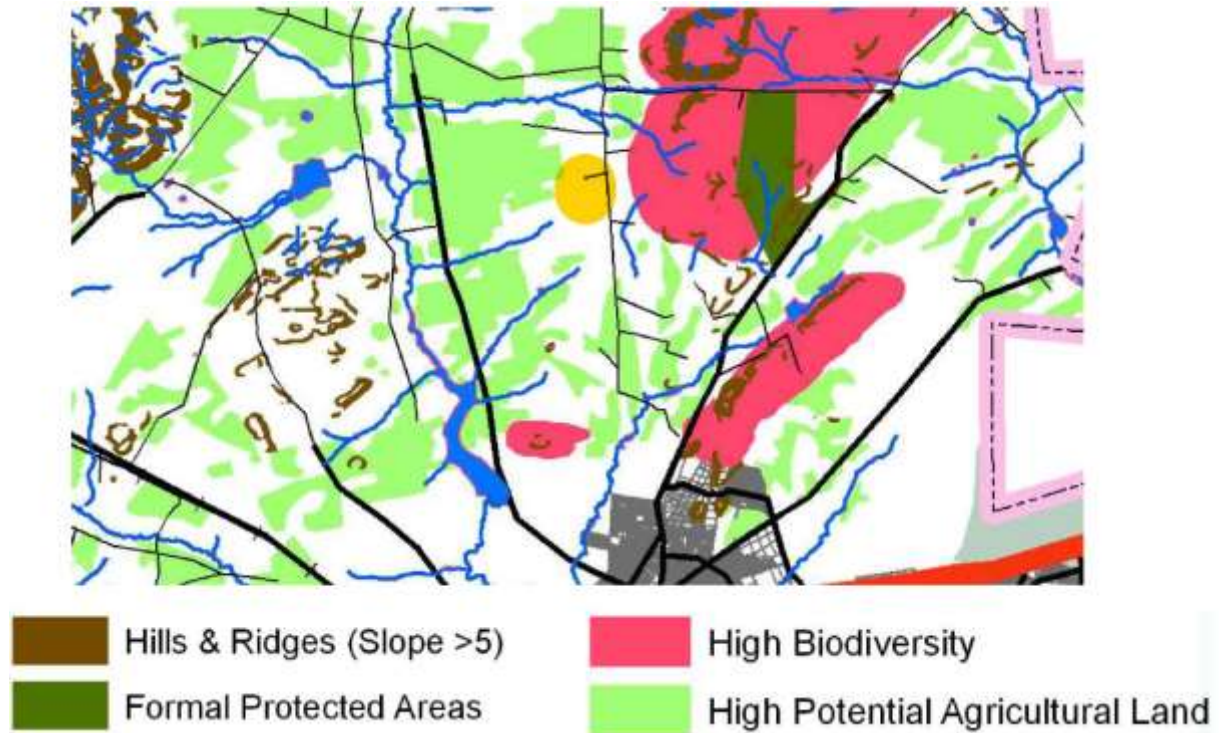 Hills & Ridges (Slope >5)
High Biodiversity
Formal Protected Areas
High Potential Agricultural Land